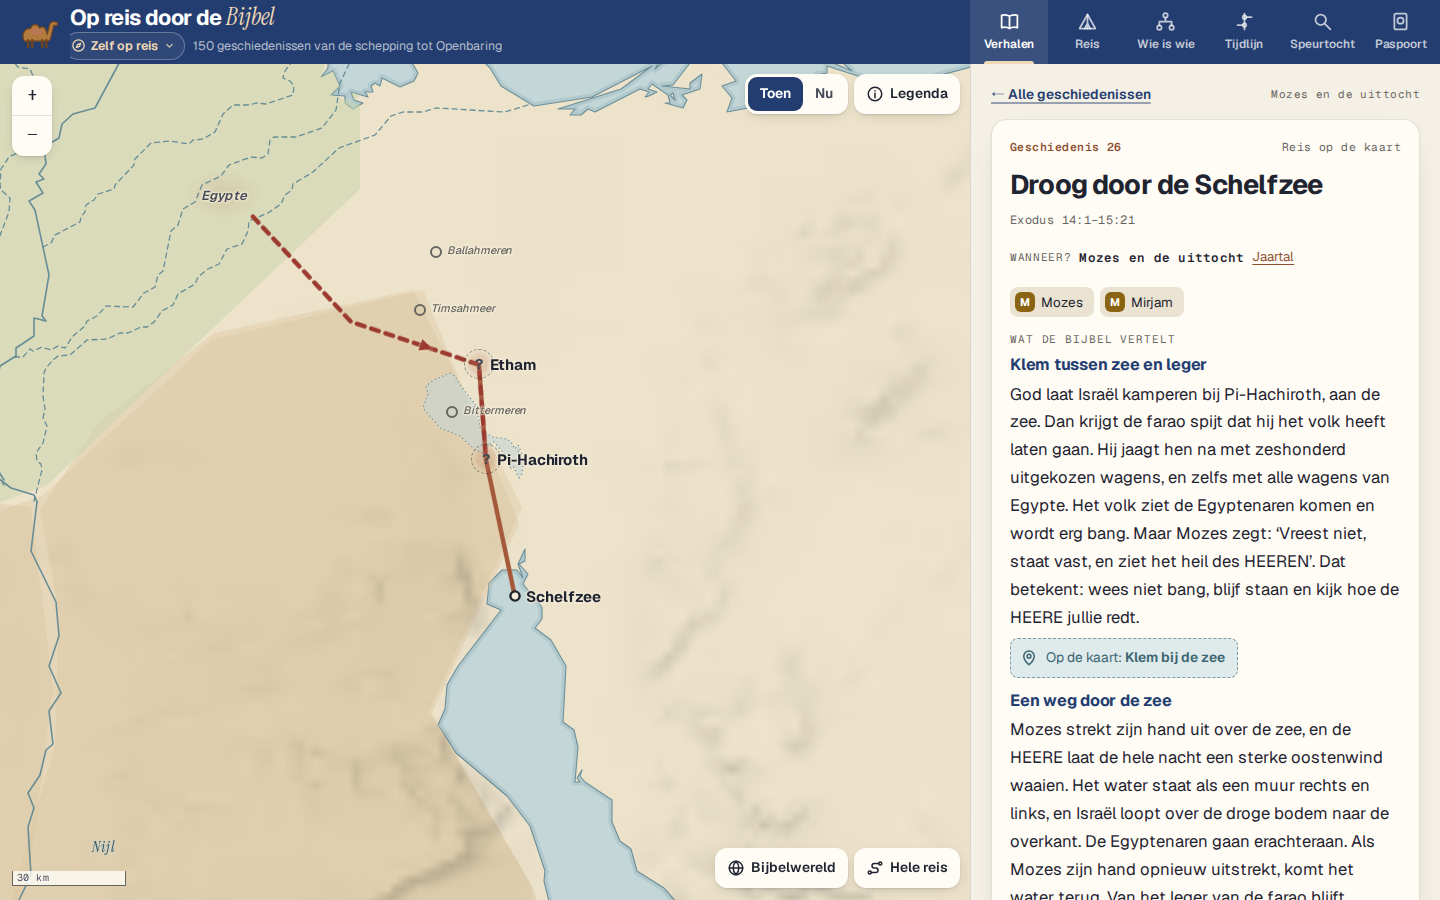 Op reis door de Bijbel
Zelf op reis
150 geschiedenissen van de schepping tot Openbaring
Verhalen
Reis
Wie is wie
Tijdlijn
Speurtocht
Paspoort
+
−
Toen
Nu
Legenda
Egypte
Ballahmeren
Timsahmeer
? Etham
Bittermeren
? Pi-Hachiroth
Schelfzee
Nijl
30 km
Bijbelwereld
Hele reis
← Alle geschiedenissen
Mozes en de uittocht
Geschiedenis 26
Reis op de kaart
Droog door de Schelfzee
Exodus 14:1–15:21
WANNEER? Mozes en de uittocht Jaartal
M Mozes
M Mirjam
WAT DE BIJBEL VERTELT
Klem tussen zee en leger
God laat Israël kamperen bij Pi-Hachiroth, aan de
zee. Dan krijgt de farao spijt dat hij het volk heeft
laten gaan. Hij jaagt hen na met zeshonderd
uitgekozen wagens, en zelfs met alle wagens van
Egypte. Het volk ziet de Egyptenaren komen en
wordt erg bang. Maar Mozes zegt: ‘Vreest niet,
staat vast, en ziet het heil des HEEREN’. Dat
betekent: wees niet bang, blijf staan en kijk hoe de
HEERE jullie redt.
Op de kaart: Klem bij de zee
Een weg door de zee
Mozes strekt zijn hand uit over de zee, en de
HEERE laat de hele nacht een sterke oostenwind
waaien. Het water staat als een muur rechts en
links, en Israël loopt over de droge bodem naar de
overkant. De Egyptenaren gaan erachteraan. Als
Mozes zijn hand opnieuw uitstrekt, komt het
water terug. Van het leger van de farao blijft